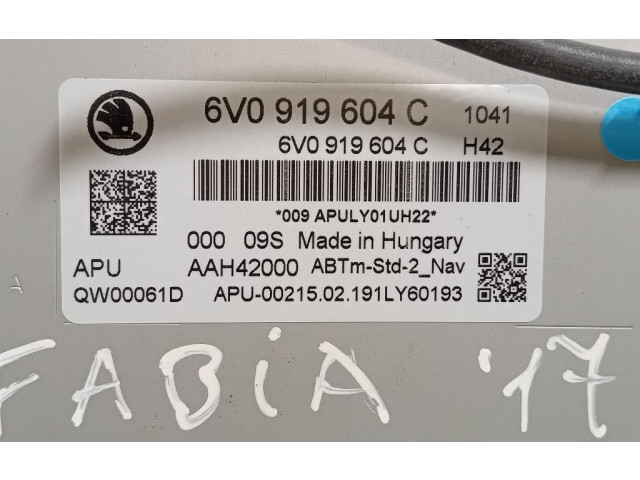 6V0 919 604 C 1041
6V0 919 604 C H42
*009 APULY01UH22*
000 09S Made in Hungary
APU AAH42000 ABTm-Std-2_Nav
QW00061D APU-00215.02.191LY60193
FABiA '17